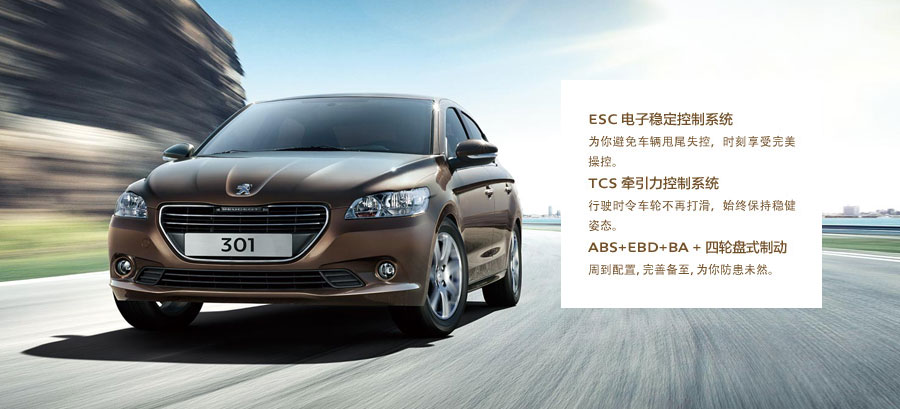 PEUGEOT
301
ESC 电子稳定控制系统
为你避免车辆甩尾失控，时刻享受完美
操控。
TCS 牵引力控制系统
行驶时令车轮不再打滑，始终保持稳健
姿态。
ABS+EBD+BA + 四轮盘式制动
周到配置, 完善备至, 为你防患未然。